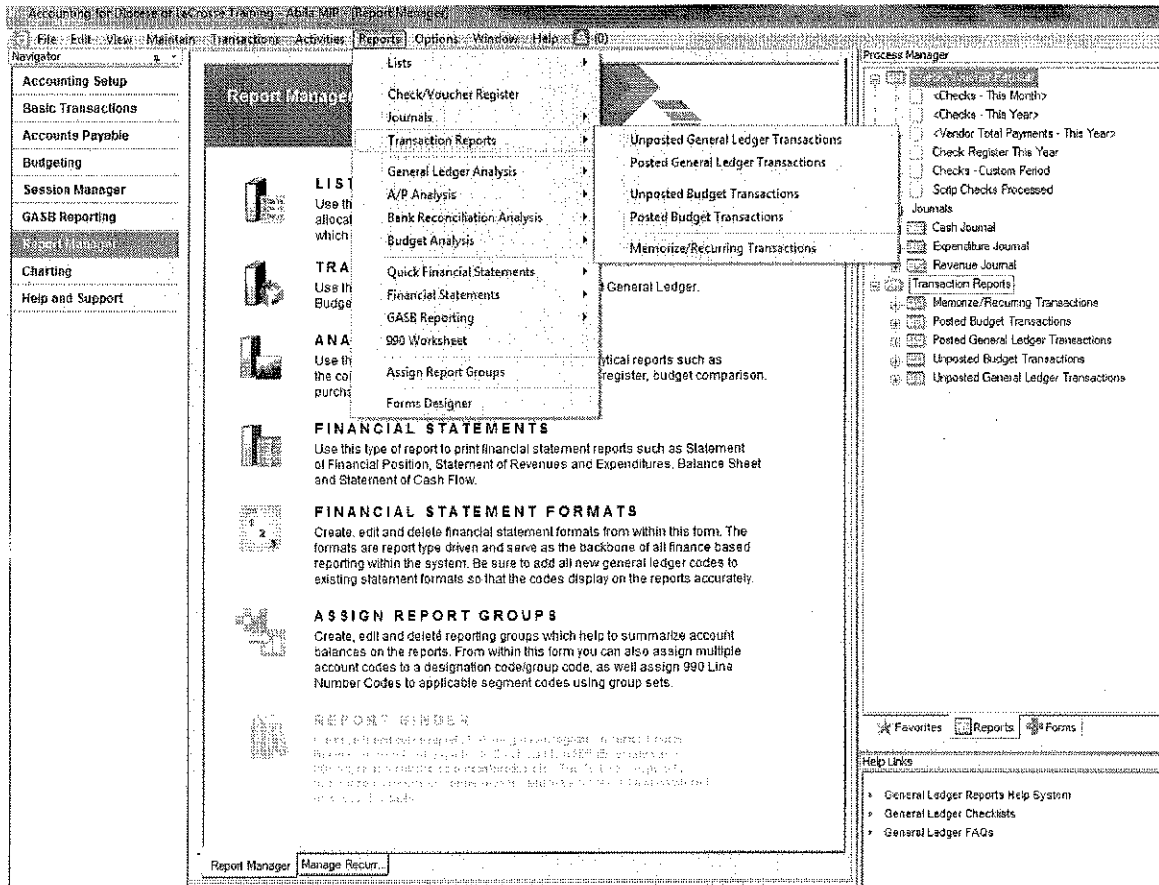 Accounting for Diocese of LaCrosse Training - Abila MIP - [Report Manager]
File Edit View Maintain Transactions Activities Reports Options Window Help (0)
Navigator
Accounting Setup
Basic Transactions
Accounts Payable
Budgeting
Session Manager
GASB Reporting
Report Manager
Charting
Help and Support
Report Manager
Lists
Check/Voucher Register
Journals
Transaction Reports
General Ledger Analysis
A/P Analysis
Bank Reconciliation Analysis
Budget Analysis
Quick Financial Statements
Financial Statements
GASB Reporting
990 Worksheet
Assign Report Groups
Forms Designer
Unposted General Ledger Transactions
Posted General Ledger Transactions
Unposted Budget Transactions
Posted Budget Transactions
Memorize/Recurring Transactions
LIST
Use th
allocat
which
TRA
Use th
General Ledger.
Budge
ANA
Use th
ytical reports such as
the co
register, budget comparison.
purcha
FINANCIAL STATEMENTS
Use this type of report to print financial statement reports such as Statement
of Financial Position, Statement of Revenues and Expenditures, Balance Sheet
and Statement of Cash Flow.
FINANCIAL STATEMENT FORMATS
Create, edit and delete financial statement formats from within this form. The
formats are report type driven and serve as the backbone of all finance based
reporting within the system. Be sure to add all new general ledger codes to
existing statement formats so that the codes display on the reports accurately.
ASSIGN REPORT GROUPS
Create, edit and delete reporting groups which help to summarize account
balances on the reports. From within this form you can also assign multiple
account codes to a designation code/group code, as well assign 990 Line
Number Codes to applicable segment codes using group sets.
REPORT BINDER
Report Manager
Manage Recurr...
Process Manager
<Checks - This Month>
<Checks - This Year>
<Vendor Total Payments - This Year>
Check Register This Year
Checks - Custom Period
Scrip Checks Processed
Journals
Cash Journal
Expenditure Journal
Revenue Journal
Transaction Reports
Memorize/Recurring Transactions
Posted Budget Transactions
Posted General Ledger Transactions
Unposted Budget Transactions
Unposted General Ledger Transactions
Favorites Reports Forms
Help Links
General Ledger Reports Help System
General Ledger Checklists
General Ledger FAQs